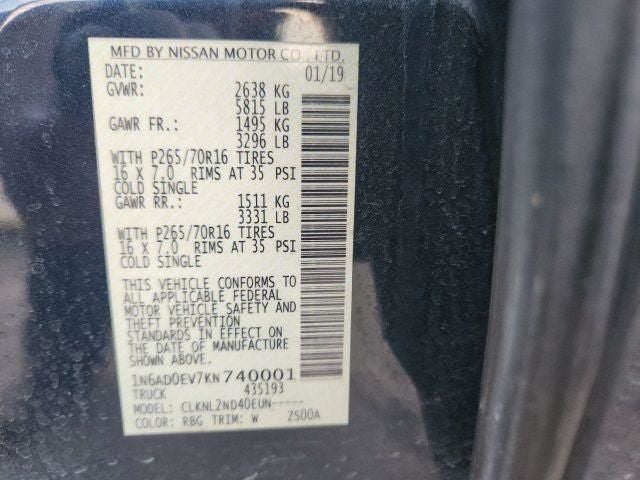 MFD BY NISSAN MOTOR CO., LTD.
DATE: 01/19
GVWR: 2638 KG
5815 LB
GAWR FR.: 1495 KG
3296 LB
WITH P265/70R16 TIRES
16 X 7.0 RIMS AT 35 PSI
COLD SINGLE
GAWR RR.: 1511 KG
3331 LB
WITH P265/70R16 TIRES
16 X 7.0 RIMS AT 35 PSI
COLD SINGLE
THIS VEHICLE CONFORMS TO
ALL APPLICABLE FEDERAL
MOTOR VEHICLE SAFETY AND
THEFT PREVENTION
STANDARDS IN EFFECT ON
THE DATE OF MANUFACTURE
SHOWN ABOVE.
1N6AD0EV7KN740001
TRUCK 435193
MODEL: CLKNL2ND40EUN-----
COLOR: RBG TRIM: W ZS00A